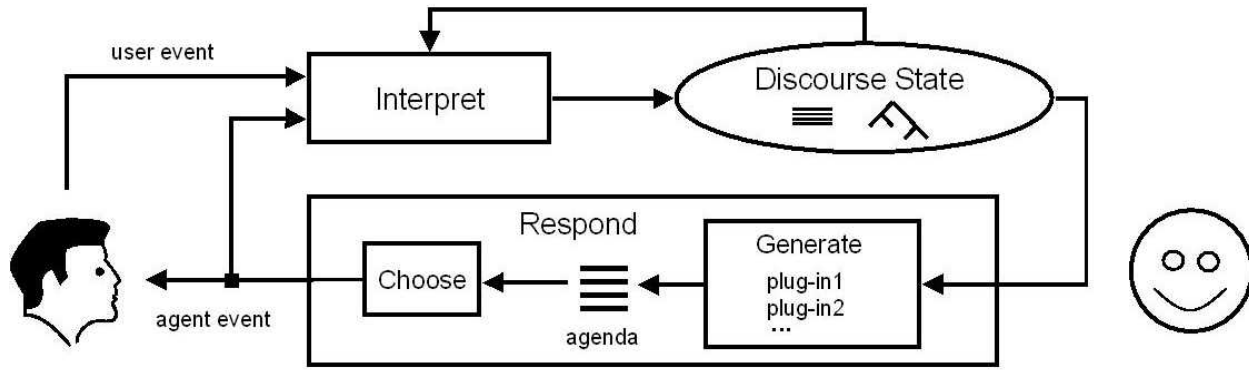 user event
Interpret
Discourse State
Respond
Generate
plug-in1
plug-in2
...
Choose
agenda
agent event